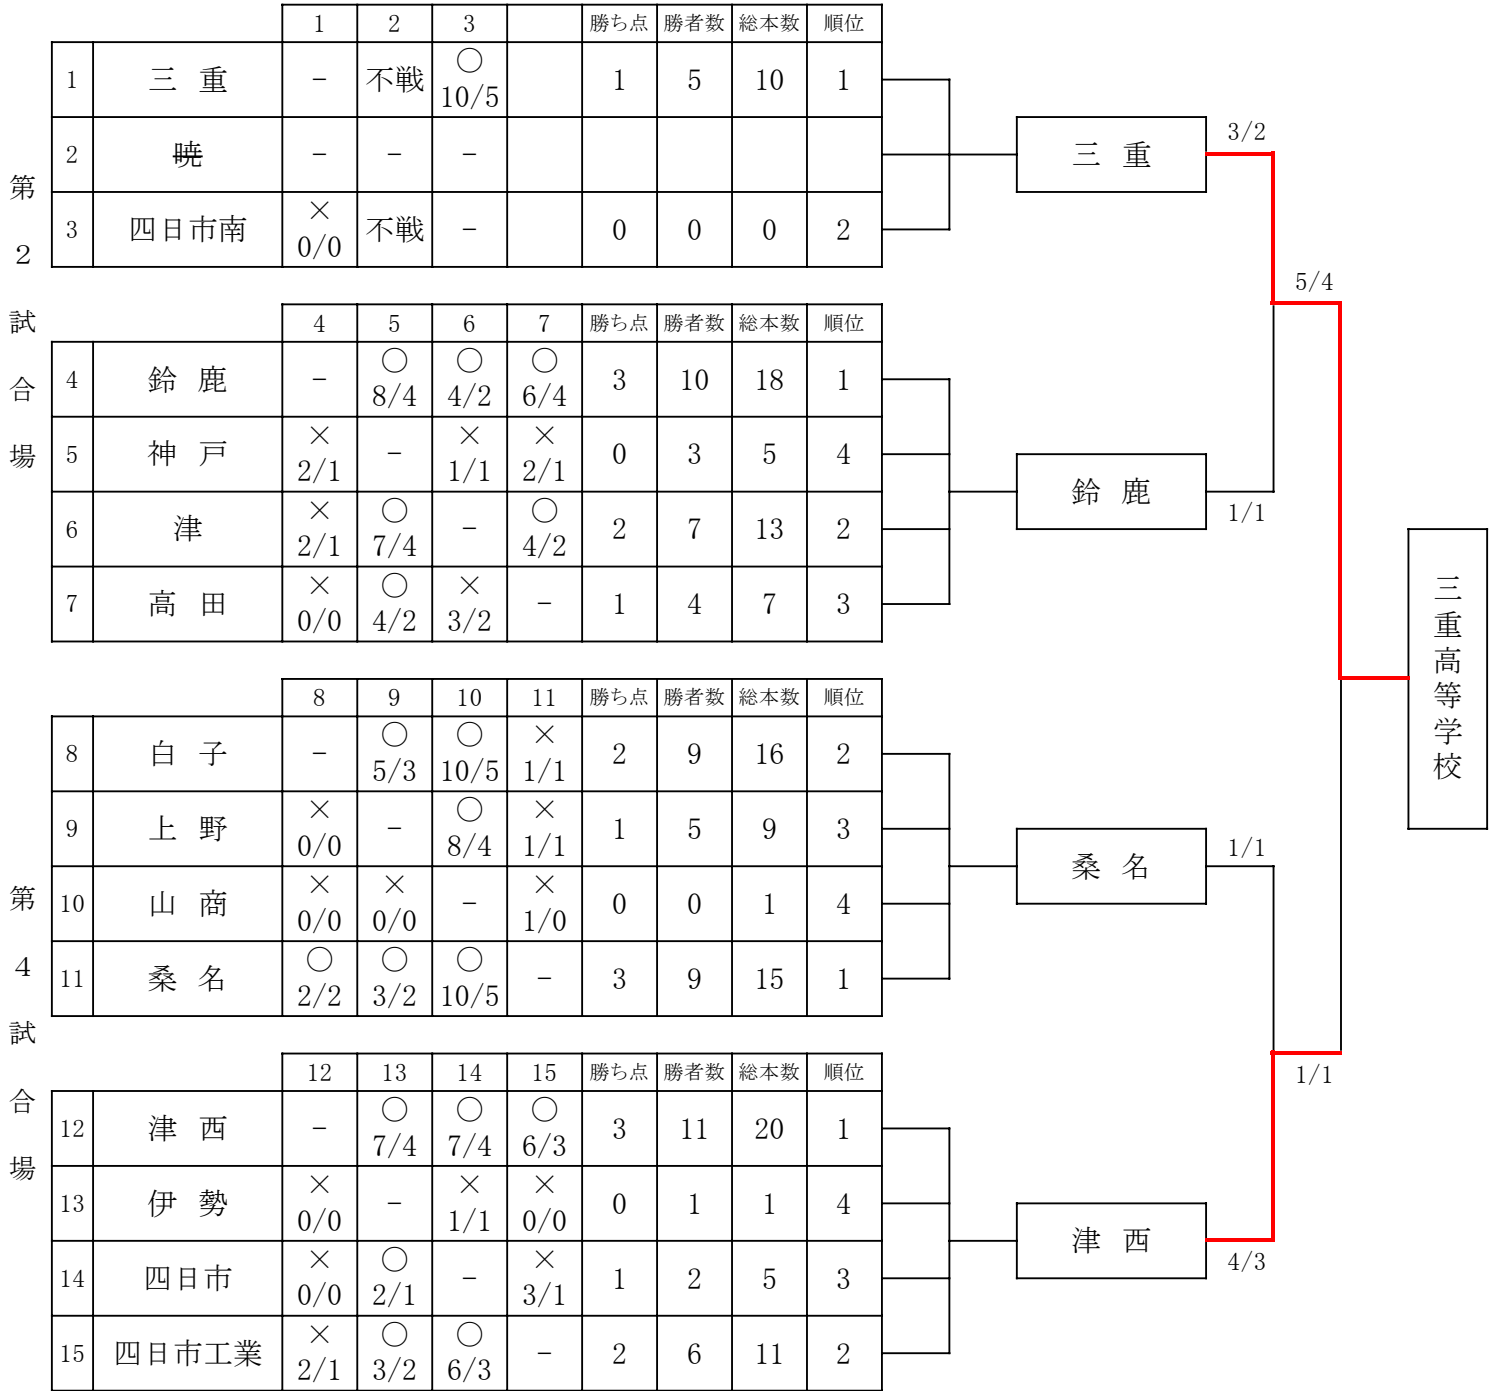 1 2 3 勝ち点 勝者数 総本数 順位
1 三重 - 不戦 ○ 10/5 1 5 10 1
2 暁 - - -
3 四日市南 × 0/0 不戦 - 0 0 0 2
第2試合場
4 5 6 7 勝ち点 勝者数 総本数 順位
4 鈴鹿 - ○ 8/4 ○ 4/2 ○ 6/4 3 10 18 1
5 神戸 × 2/1 - × 1/1 × 2/1 0 3 5 4
6 津 × 2/1 ○ 7/4 - ○ 4/2 2 7 13 2
7 高田 × 0/0 ○ 4/2 × 3/2 - 1 4 7 3
8 9 10 11 勝ち点 勝者数 総本数 順位
8 白子 - ○ 5/3 ○ 10/5 × 1/1 2 9 16 2
9 上野 × 0/0 - ○ 8/4 × 1/1 1 5 9 3
10 山商 × 0/0 × 0/0 - × 1/0 0 0 1 4
11 桑名 ○ 2/2 ○ 3/2 ○ 10/5 - 3 9 15 1
第4試合場
12 13 14 15 勝ち点 勝者数 総本数 順位
12 津西 - ○ 7/4 ○ 7/4 ○ 6/3 3 11 20 1
13 伊勢 × 0/0 - × 1/1 × 0/0 0 1 1 4
14 四日市 × 0/0 ○ 2/1 - × 3/1 1 2 5 3
15 四日市工業 × 2/1 ○ 3/2 ○ 6/3 - 2 6 11 2
三重
3/2
5/4
鈴鹿
1/1
桑名
1/1
1/1
津西
4/3
三重高等学校